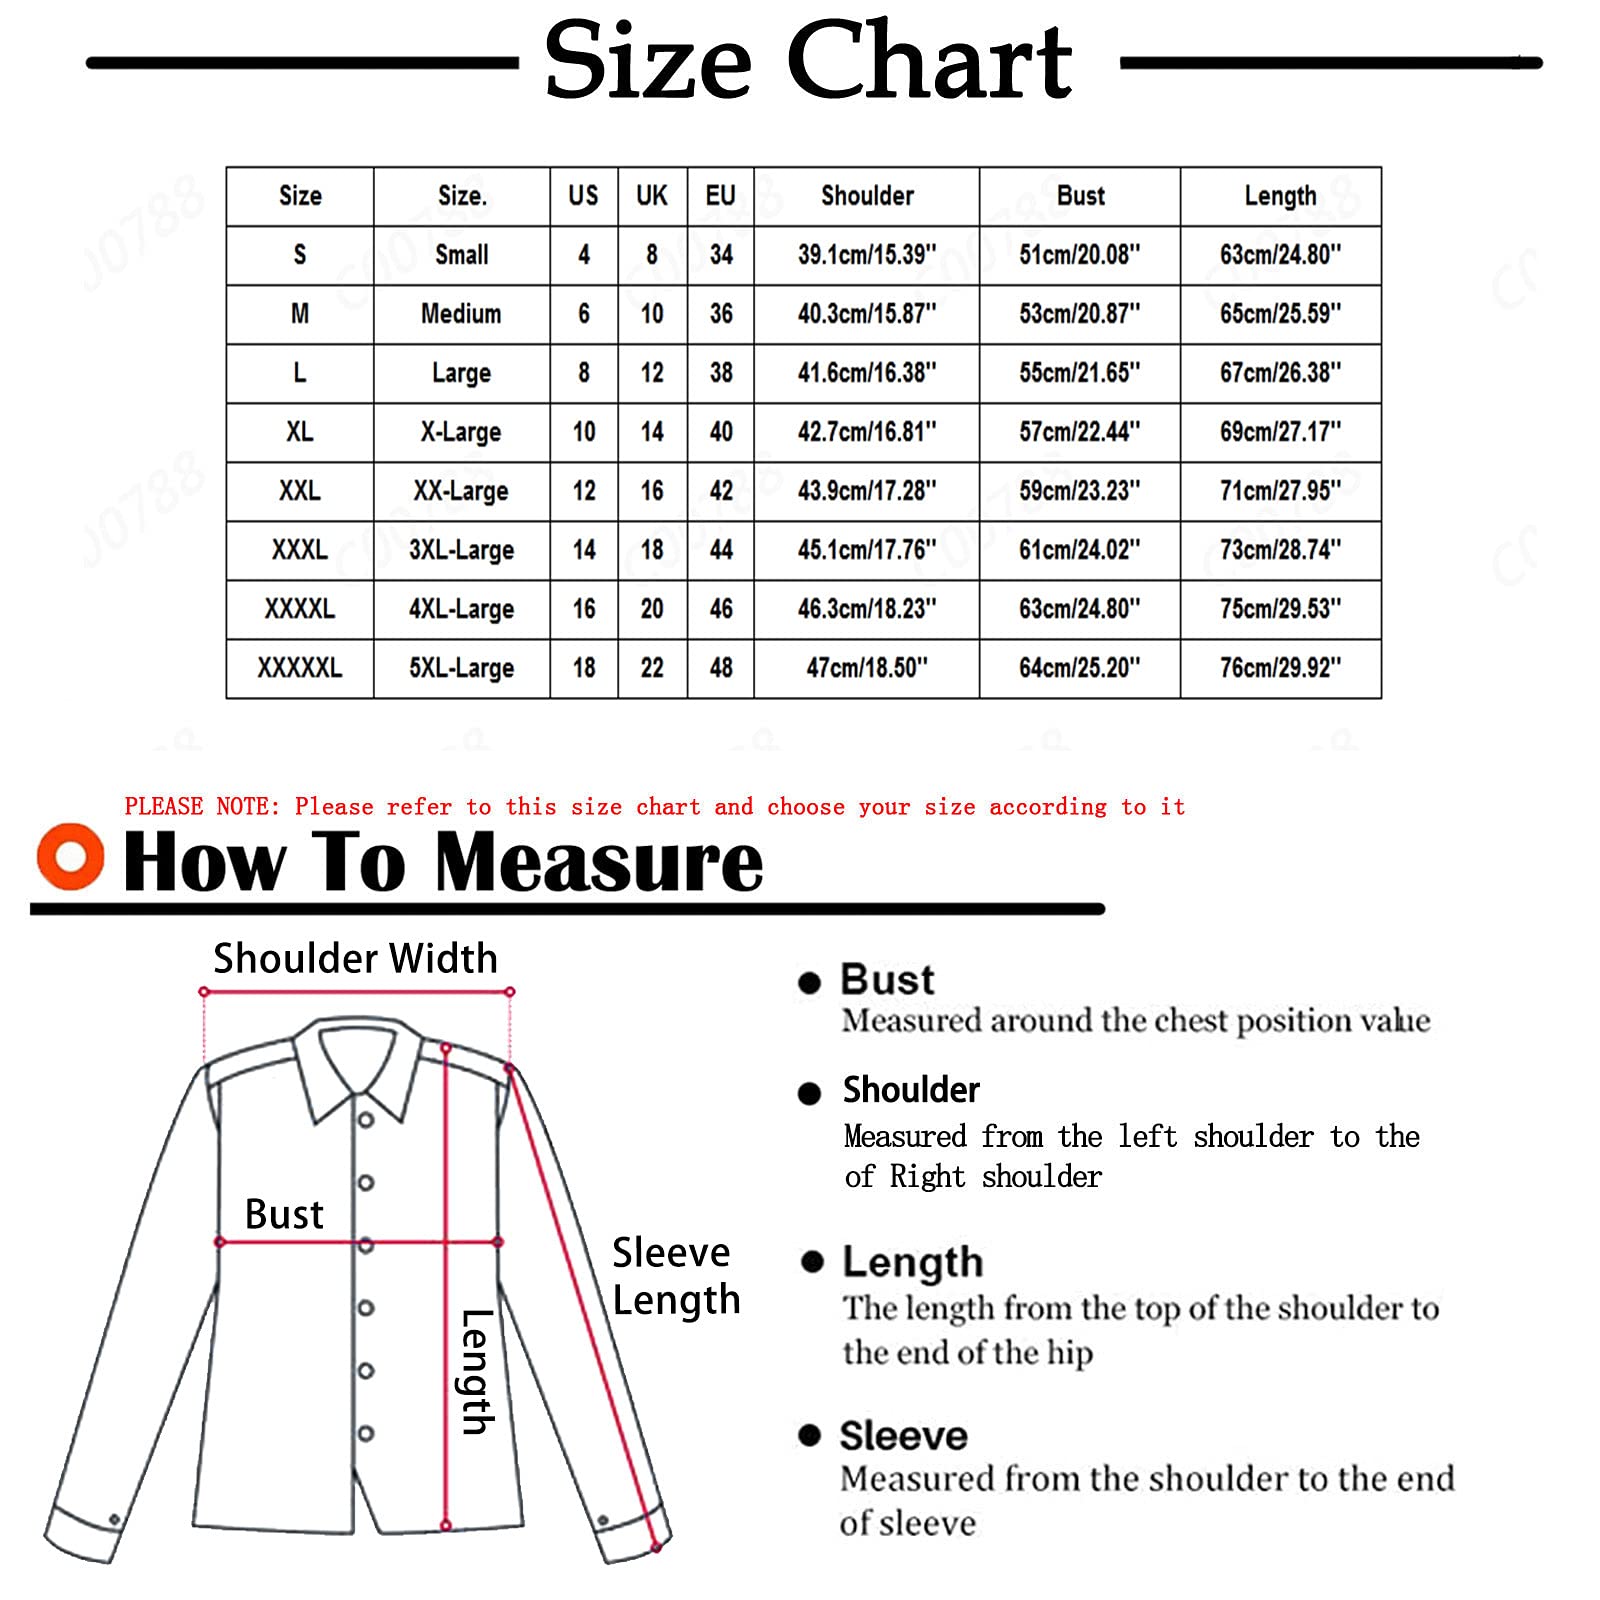 Size Chart
Size Size. US UK EU Shoulder Bust Length
S Small 4 8 34 39.1cm/15.39'' 51cm/20.08'' 63cm/24.80''
M Medium 6 10 36 40.3cm/15.87'' 53cm/20.87'' 65cm/25.59''
L Large 8 12 38 41.6cm/16.38'' 55cm/21.65'' 67cm/26.38''
XL X-Large 10 14 40 42.7cm/16.81'' 57cm/22.44'' 69cm/27.17''
XXL XX-Large 12 16 42 43.9cm/17.28'' 59cm/23.23'' 71cm/27.95''
XXXL 3XL-Large 14 18 44 45.1cm/17.76'' 61cm/24.02'' 73cm/28.74''
XXXXL 4XL-Large 16 20 46 46.3cm/18.23'' 63cm/24.80'' 75cm/29.53''
XXXXXL 5XL-Large 18 22 48 47cm/18.50'' 64cm/25.20'' 76cm/29.92''
PLEASE NOTE: Please refer to this size chart and choose your size according to it
How To Measure
Shoulder Width
Bust
Length
Sleeve
Length
Bust
Measured around the chest position value
Shoulder
Measured from the left shoulder to the
of Right shoulder
Length
The length from the top of the shoulder to
the end of the hip
Sleeve
Measured from the shoulder to the end
of sleeve